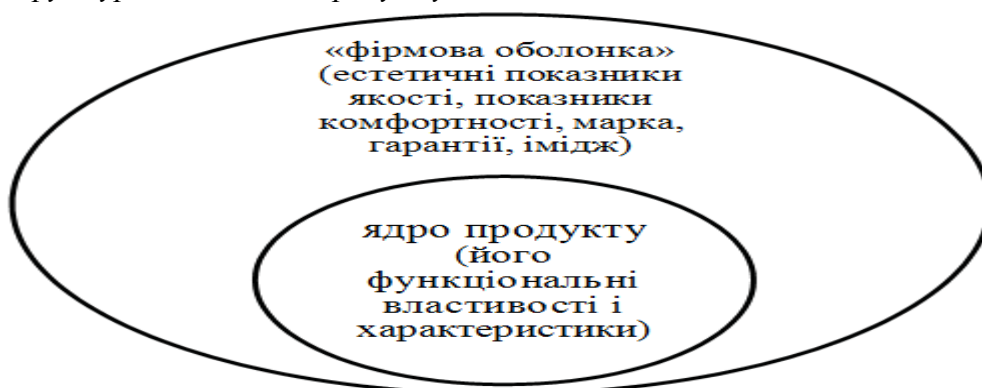 «фірмова оболонка»
(естетичні показники
якості, показники
комфортності, марка,
гарантії, імідж)
ядро продукту
(його
функціональні
властивості і
характеристики)